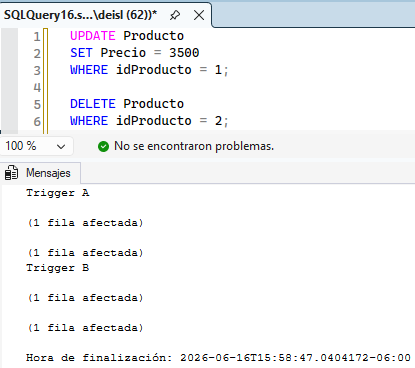 SQLQuery16.s...\deisl (62))*
1 UPDATE Producto
2 SET Precio = 3500
3 WHERE idProducto = 1;
4
5 DELETE Producto
6 WHERE idProducto = 2;
100 % No se encontraron problemas.
Mensajes
Trigger A
(1 fila afectada)
(1 fila afectada)
Trigger B
(1 fila afectada)
(1 fila afectada)
Hora de finalización: 2026-06-16T15:58:47.0404172-06:00